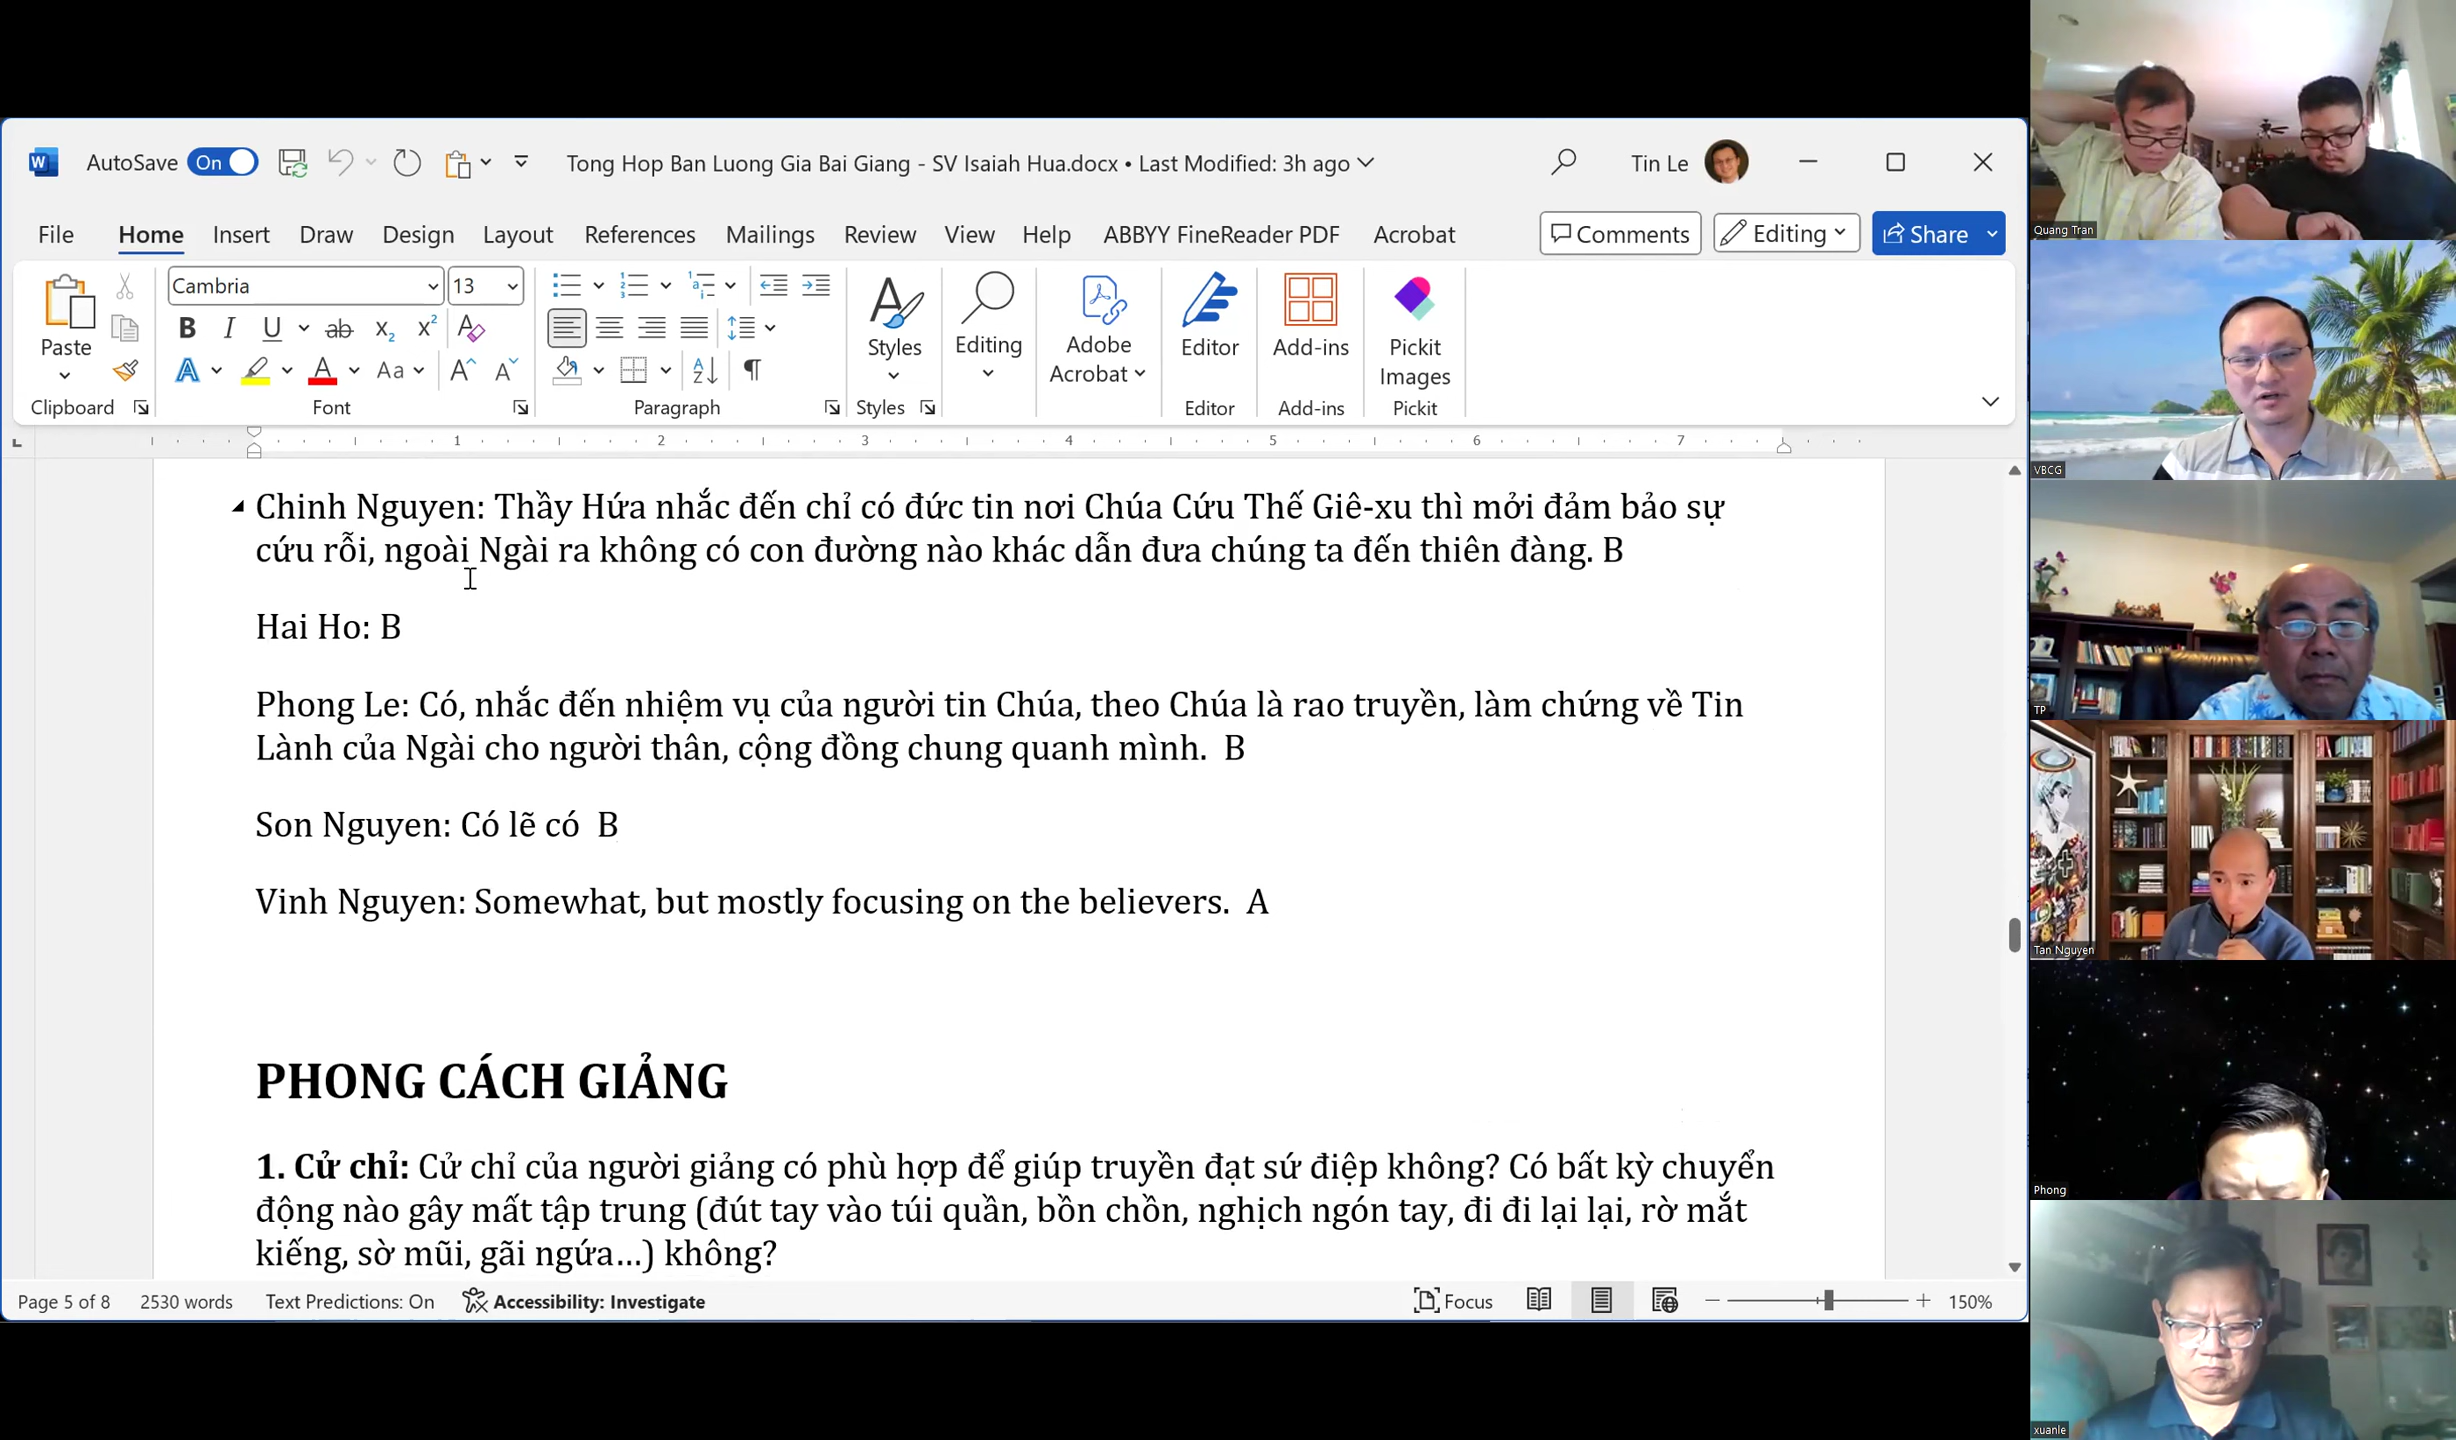 AutoSave On Tong Hop Ban Luong Gia Bai Giang - SV Isaiah Hua.docx • Last Modified: 3h ago Tin Le
File Home Insert Draw Design Layout References Mailings Review View Help ABBYY FineReader PDF Acrobat Comments Editing Share
Cambria 13
Paste
Styles
Editing
Adobe
Acrobat
Editor
Add-ins
Pickit
Images
Clipboard Font Paragraph Styles Editor Add-ins Pickit
1 2 3 4 5 6 7
Chinh Nguyen: Thầy Hứa nhắc đến chỉ có đức tin nơi Chúa Cứu Thế Giê-xu thì mởi đảm bảo sự
cứu rỗi, ngoài Ngài ra không có con đường nào khác dẫn đưa chúng ta đến thiên đàng. B
Hai Ho: B
Phong Le: Có, nhắc đến nhiệm vụ của người tin Chúa, theo Chúa là rao truyền, làm chứng về Tin
Lành của Ngài cho người thân, cộng đồng chung quanh mình. B
Son Nguyen: Có lẽ có B
Vinh Nguyen: Somewhat, but mostly focusing on the believers. A
PHONG CÁCH GIẢNG
1. Cử chỉ: Cử chỉ của người giảng có phù hợp để giúp truyền đạt sứ điệp không? Có bất kỳ chuyển
động nào gây mất tập trung (đút tay vào túi quần, bồn chồn, nghịch ngón tay, đi đi lại lại, rờ mắt
kiếng, sờ mũi, gãi ngứa...) không?
Page 5 of 8 2530 words Text Predictions: On Accessibility: Investigate Focus 150%
Quang Tran
VBCG
TP
Tan Nguyen
Phong
xuanle